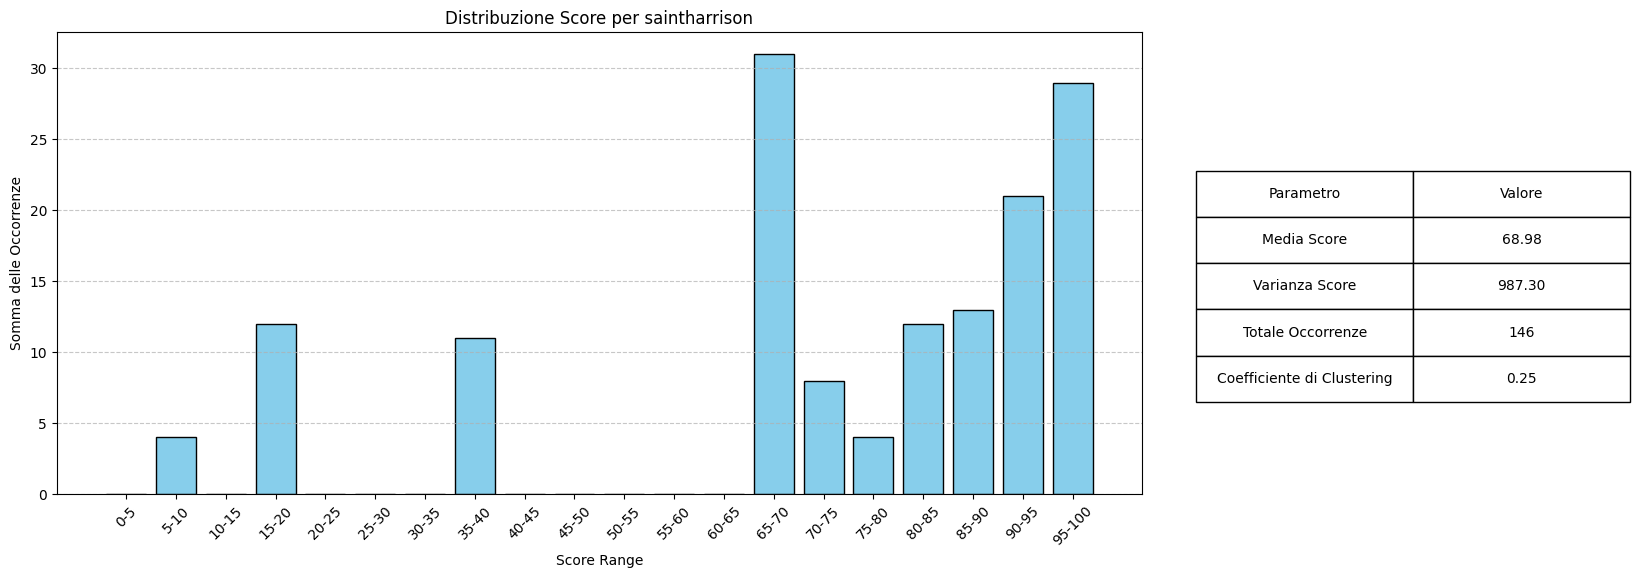 Distribuzione Score per saintharrison
Somma delle Occorrenze
30
25
20
15
10
5
0
0-5 5-10 10-15 15-20 20-25 25-30 30-35 35-40 40-45 45-50 50-55 55-60 60-65 65-70 70-75 75-80 80-85 85-90 90-95 95-100
Score Range
Parametro Valore
Media Score 68.98
Varianza Score 987.30
Totale Occorrenze 146
Coefficiente di Clustering 0.25